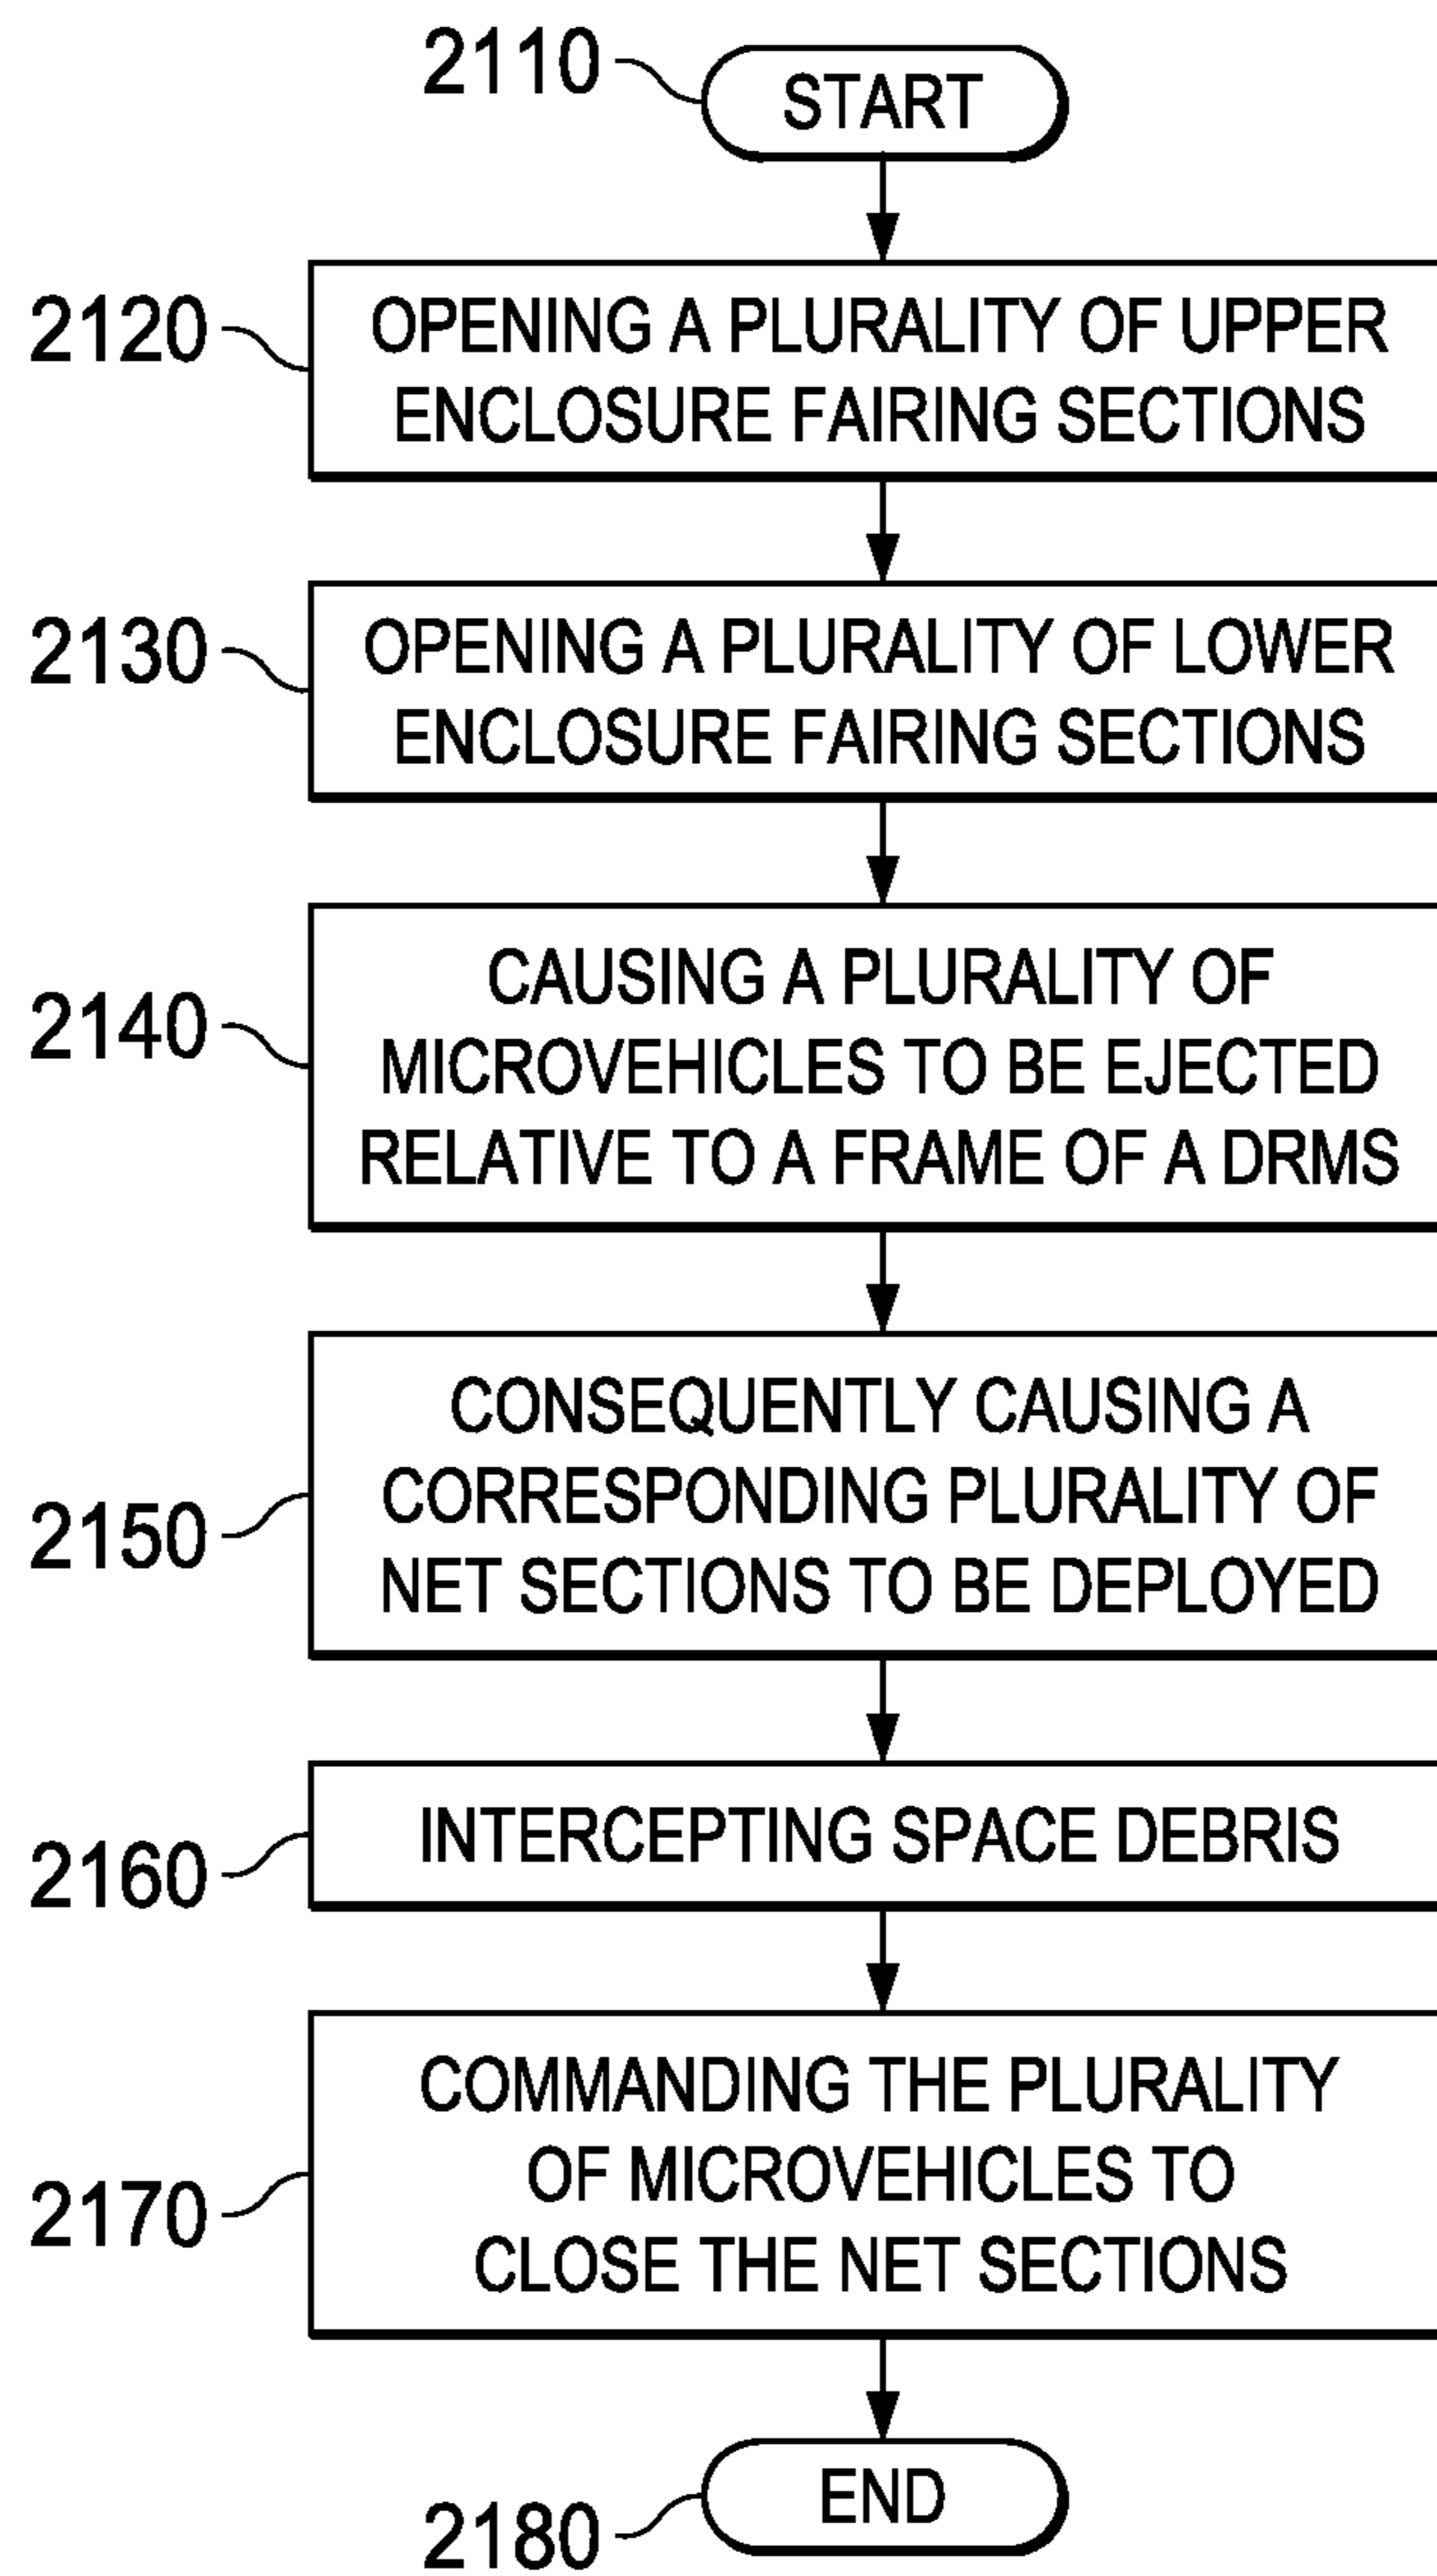 2110
START
2120
OPENING A PLURALITY OF UPPER
ENCLOSURE FAIRING SECTIONS
2130
OPENING A PLURALITY OF LOWER
ENCLOSURE FAIRING SECTIONS
2140
CAUSING A PLURALITY OF
MICROVEHICLES TO BE EJECTED
RELATIVE TO A FRAME OF A DRMS
2150
CONSEQUENTLY CAUSING A
CORRESPONDING PLURALITY OF
NET SECTIONS TO BE DEPLOYED
2160
INTERCEPTING SPACE DEBRIS
2170
COMMANDING THE PLURALITY
OF MICROVEHICLES TO
CLOSE THE NET SECTIONS
2180
END